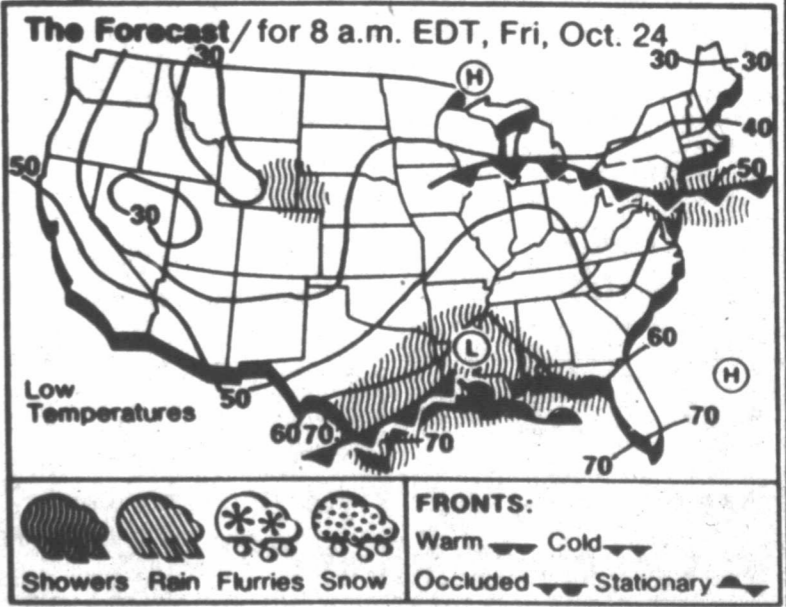 The Forecast/for 8 a.m. EDT, Fri, Oct. 24
30
30
30
H
40
50
50
30
L
60
H
Low
Temperatures
50
60
70
70
70
70
Showers Rain Flurries Snow
FRONTS:
Warm Cold
Occluded Stationary